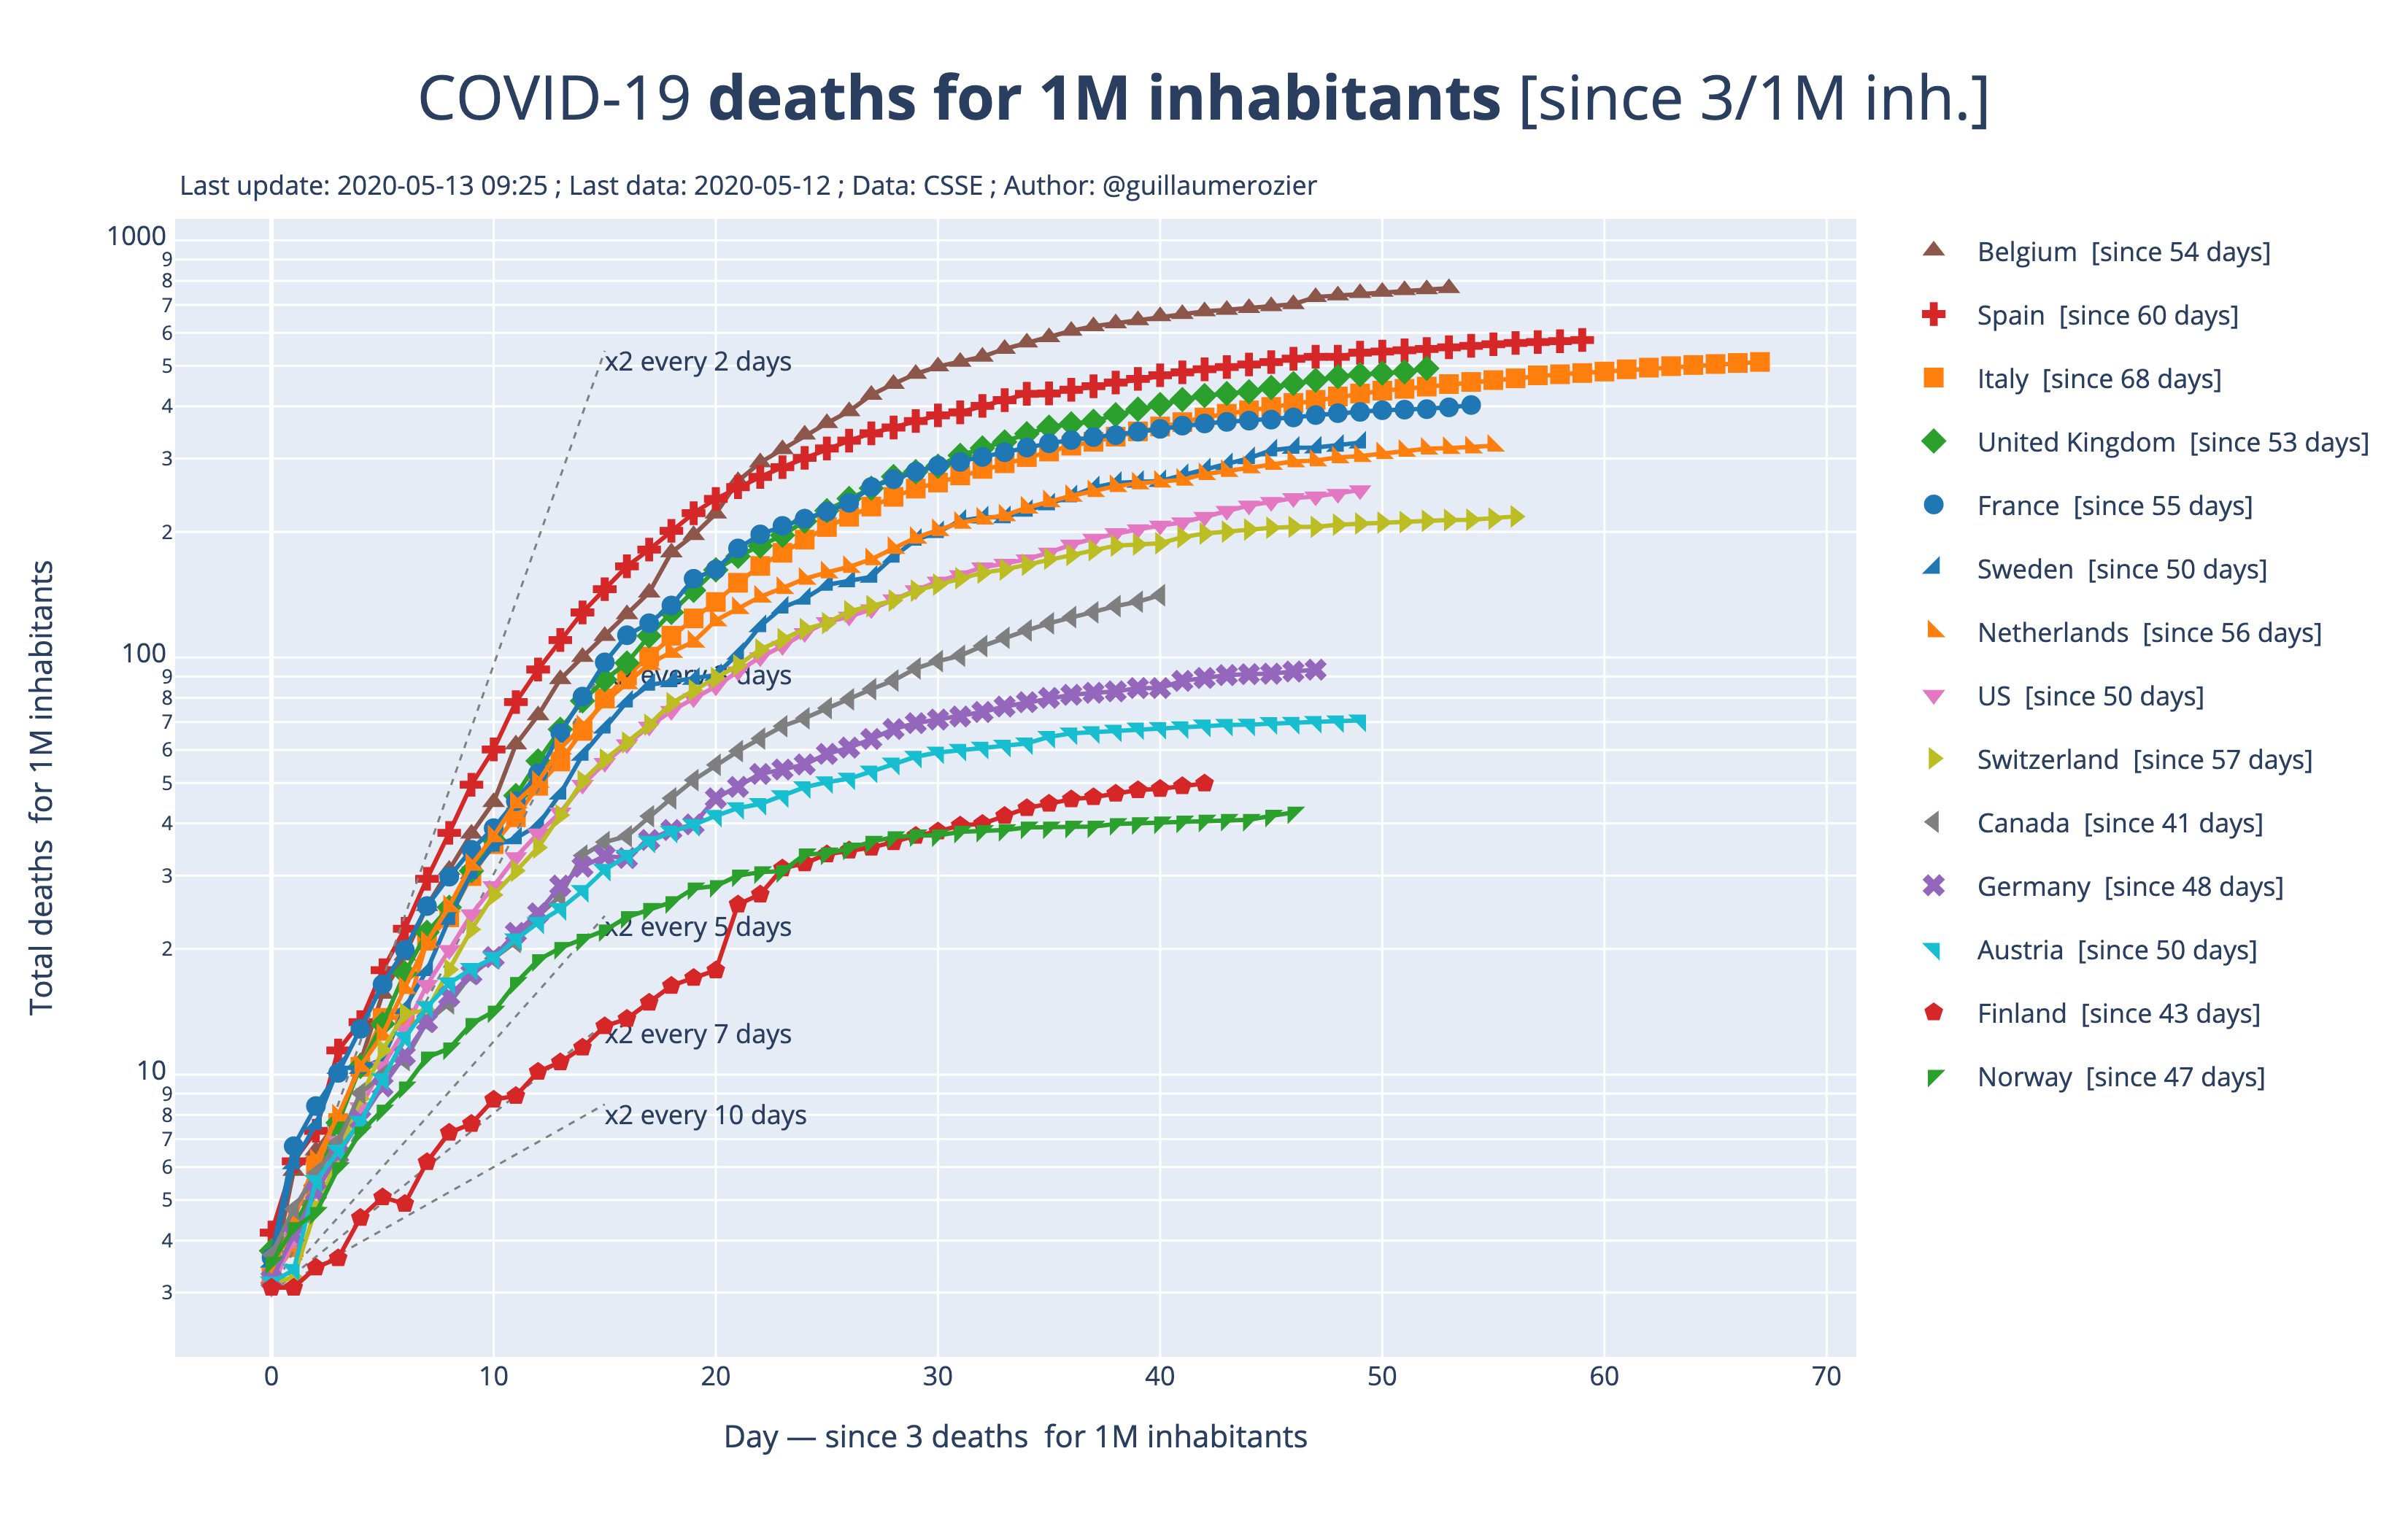 COVID-19 deaths for 1M inhabitants [since 3/1M inh.]
Last update: 2020-05-13 09:25 ; Last data: 2020-05-12 ; Data: CSSE ; Author: @guillaumerozier
Total deaths for 1M inhabitants
1000
9
8
7
6
5
4
3
2
100
9
8
7
6
5
4
3
2
10
9
8
7
6
5
4
3
x2 every 2 days
every days
x2 every 5 days
x2 every 7 days
x2 every 10 days
0 10 20 30 40 50 60 70
Day — since 3 deaths for 1M inhabitants
Belgium [since 54 days]
Spain [since 60 days]
Italy [since 68 days]
United Kingdom [since 53 days]
France [since 55 days]
Sweden [since 50 days]
Netherlands [since 56 days]
US [since 50 days]
Switzerland [since 57 days]
Canada [since 41 days]
Germany [since 48 days]
Austria [since 50 days]
Finland [since 43 days]
Norway [since 47 days]